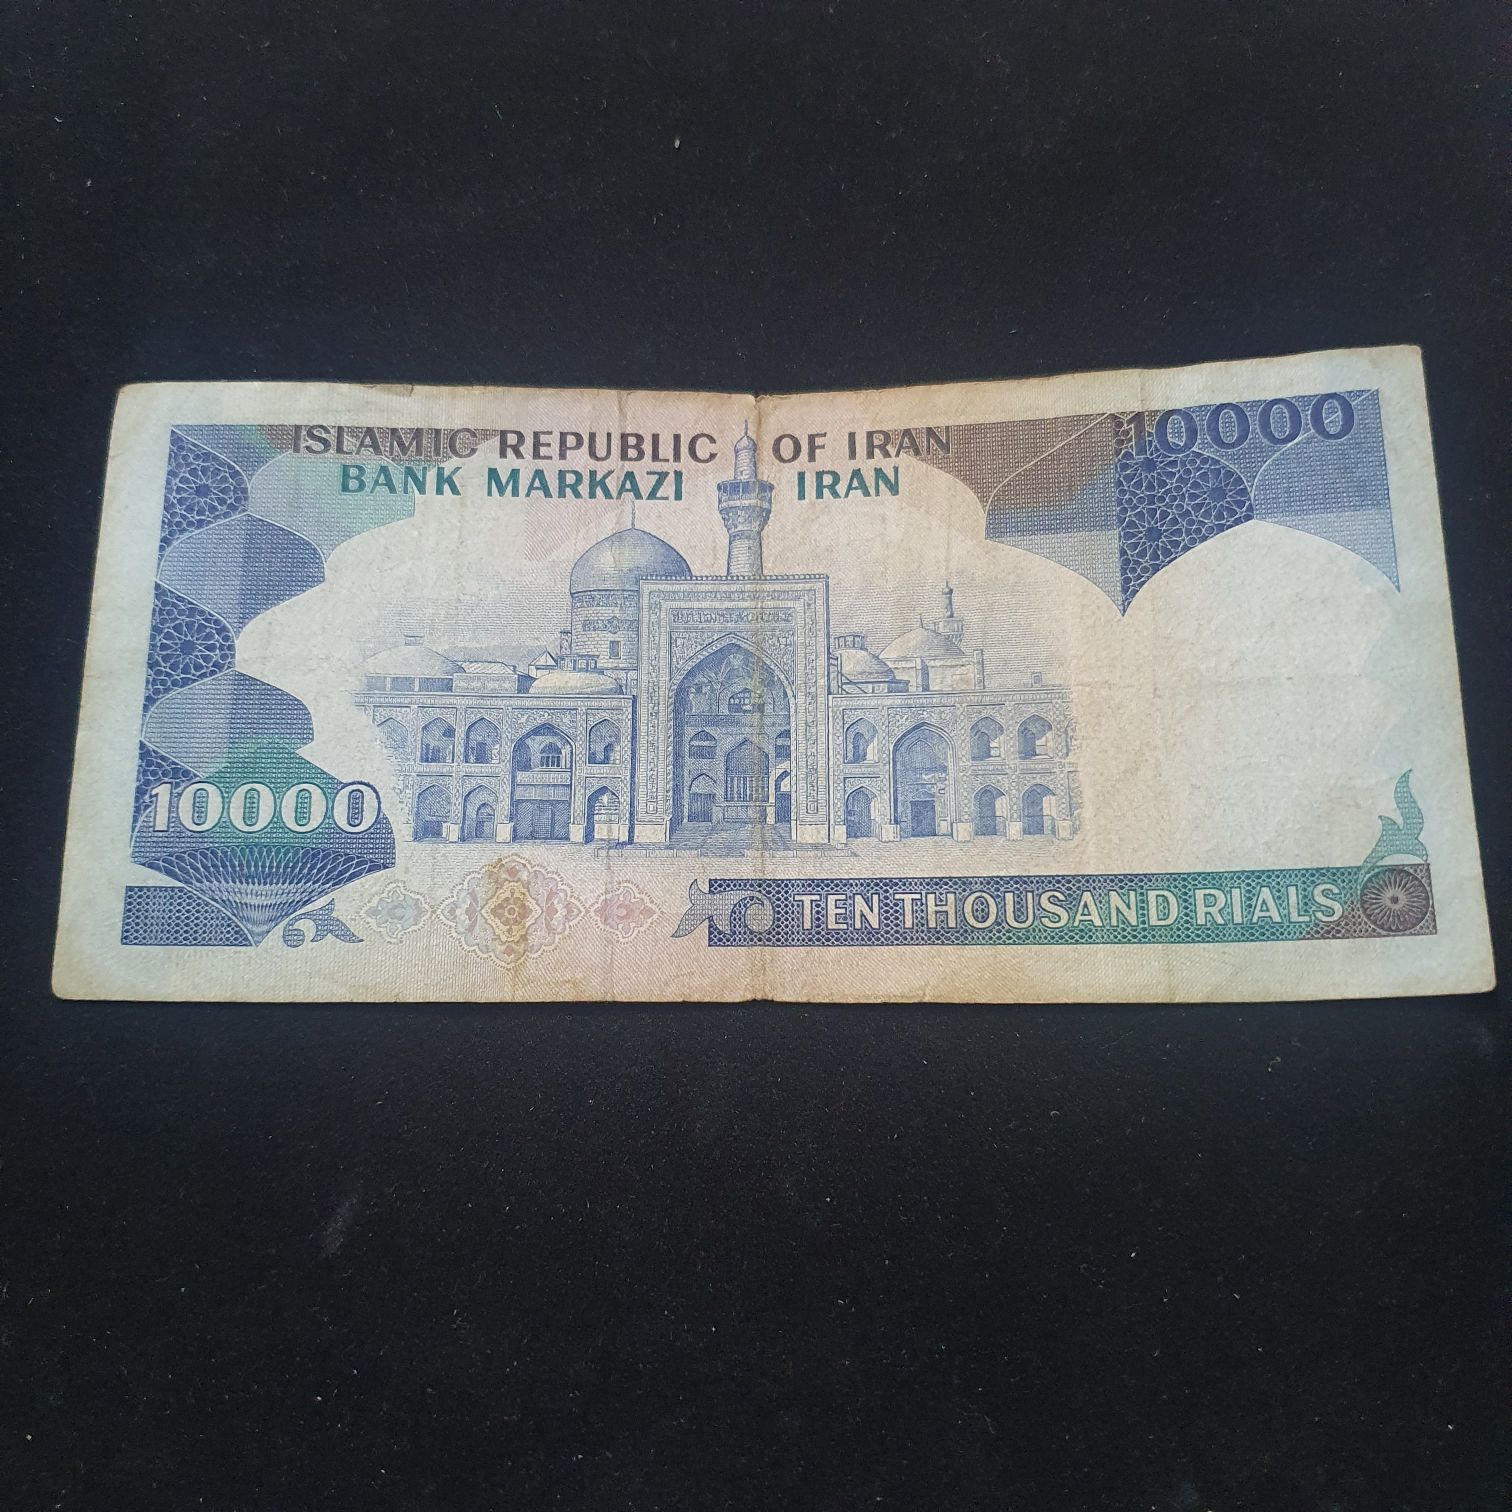 ISLAMIC REPUBLIC OF IRAN
10000
BANK MARKAZI IRAN
10000
TEN THOUSAND RIALS